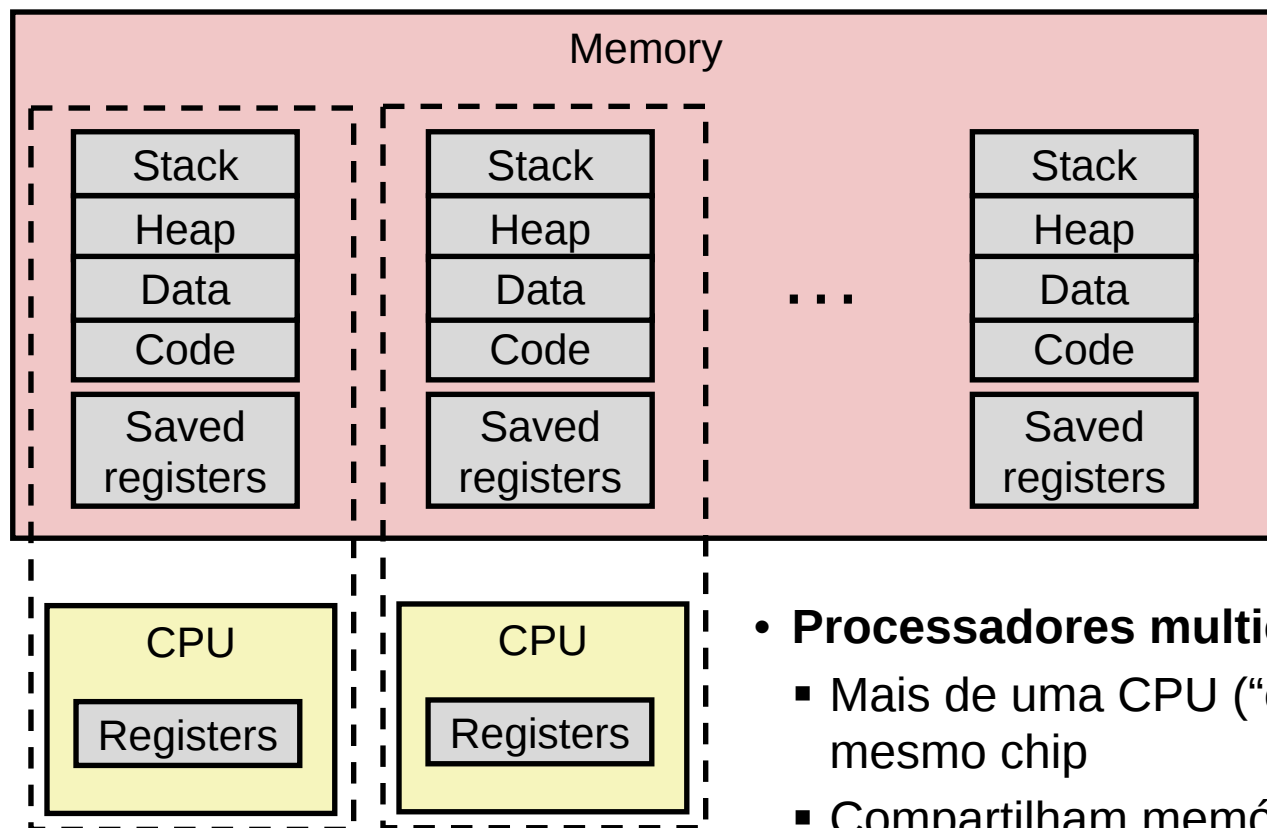 Memory
Stack Stack Stack
Heap Heap Heap
Data Data ... Data
Code Code Code
Saved Saved Saved
registers registers registers
CPU CPU
Registers Registers
• Processadores
▪ Mais de uma CPU
mesmo chip
▪ Compartilham